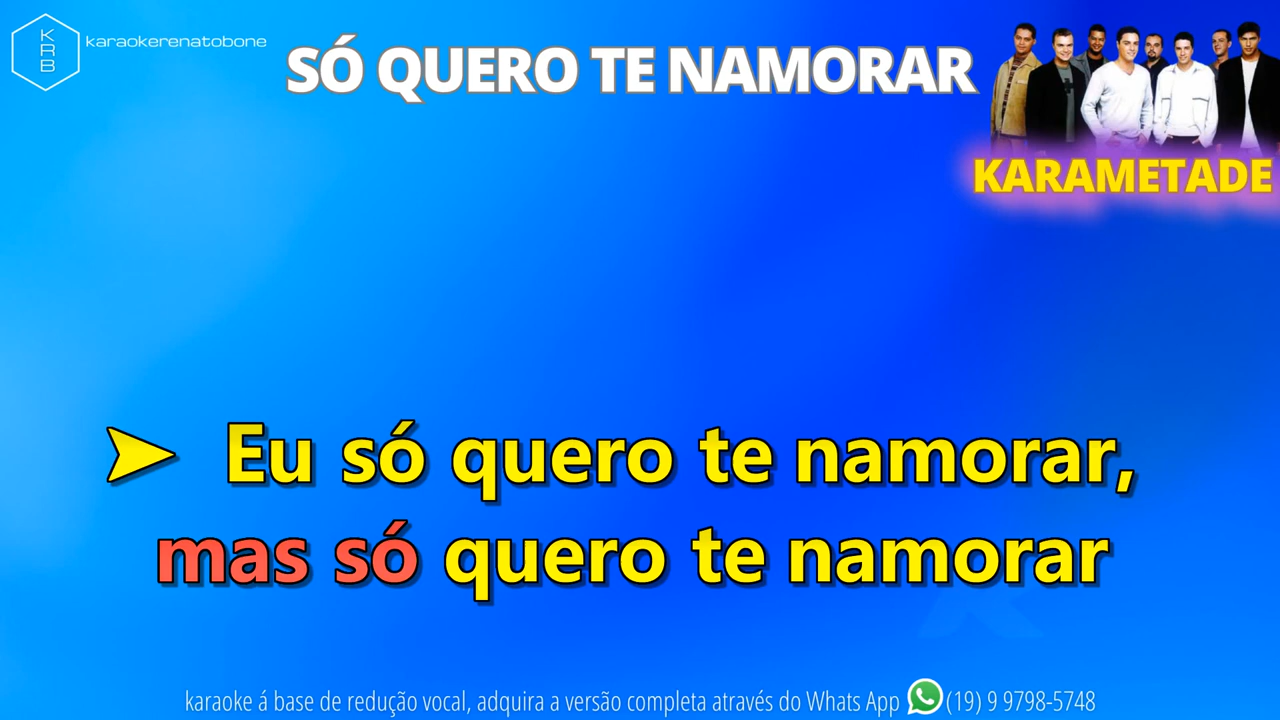 KRB
karaokerenatobone
SÓ QUERO TE NAMORAR
KARAMETADE
➤ Eu só quero te namorar,
mas só quero te namorar
karaoke á base de redução vocal, adquira a versão completa através do Whats App (19) 9 9798-5748